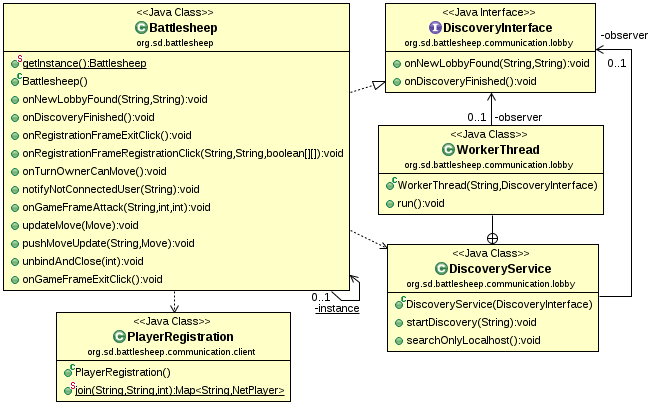 <<Java Class>>
Battlesheep
org.sd.battlesheep
getInstance():Battlesheep
Battlesheep()
onNewLobbyFound(String,String):void
onDiscoveryFinished():void
onRegistrationFrameExitClick():void
onRegistrationFrameRegistrationClick(String,String,boolean[][]):void
onTurnOwnerCanMove():void
notifyNotConnectedUser(String):void
onGameFrameAttack(String,int,int):void
updateMove(Move):void
pushMoveUpdate(String,Move):void
unbindAndClose(int):void
onGameFrameExitClick():void
0..1
-instance
<<Java Interface>>
DiscoveryInterface
org.sd.battlesheep.communication.lobby
onNewLobbyFound(String,String):void
onDiscoveryFinished():void
-observer
0..1
0..1
-observer
<<Java Class>>
WorkerThread
org.sd.battlesheep.communication.lobby
WorkerThread(String,DiscoveryInterface)
run():void
<<Java Class>>
DiscoveryService
org.sd.battlesheep.communication.lobby
DiscoveryService(DiscoveryInterface)
startDiscovery(String):void
searchOnlyLocalhost():void
<<Java Class>>
PlayerRegistration
org.sd.battlesheep.communication.client
PlayerRegistration()
join(String,String,int):Map<String,NetPlayer>